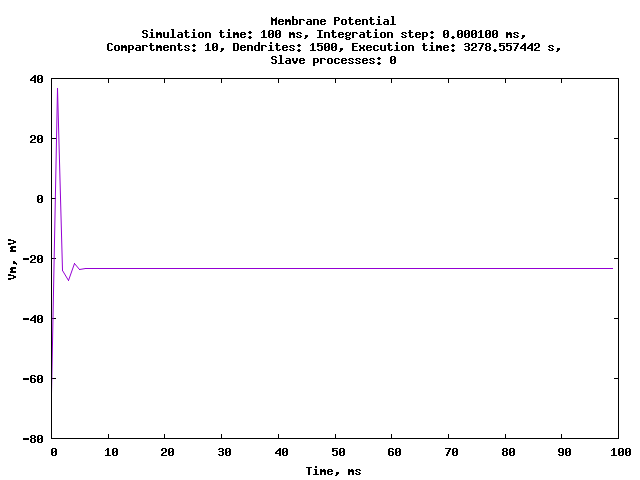 Membrane Potential
Simulation time: 100 ms, Integration step: 0.000100 ms,
Compartments: 10, Dendrites: 1500, Execution time: 3278.557442 s,
Slave processes: 0
40
20
0
-20
-40
-60
-80
Vm, mV
0 10 20 30 40 50 60 70 80 90 100
Time, ms